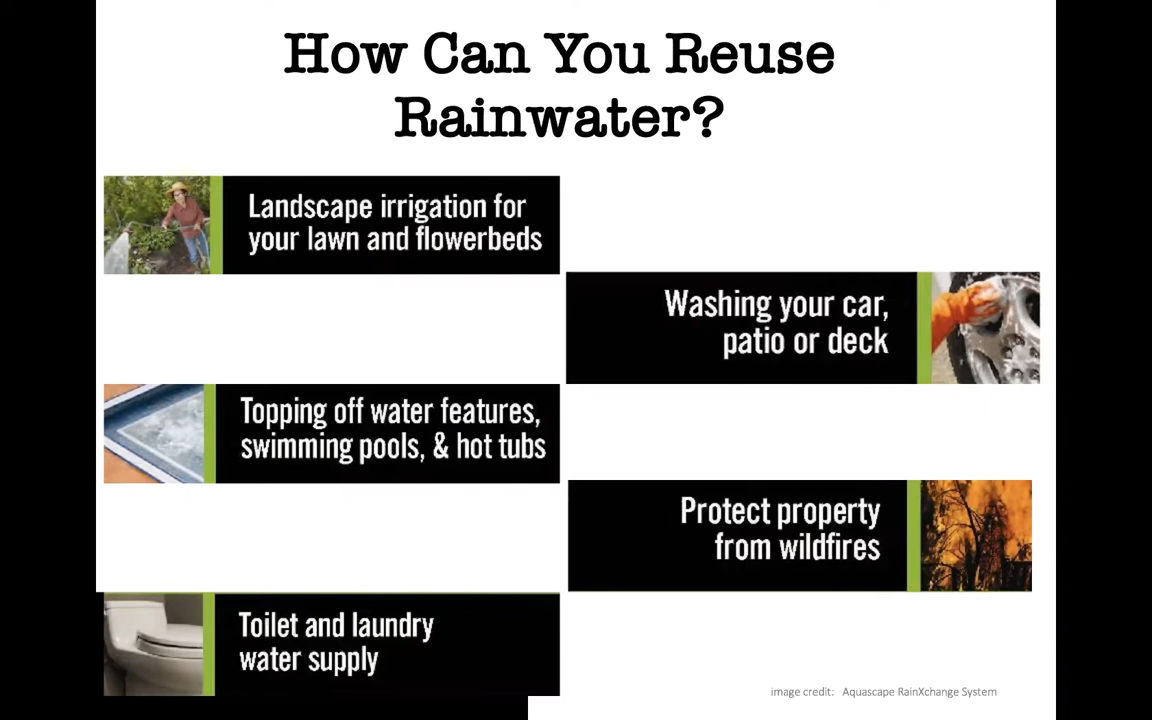 How Can You Reuse
Rainwater?
Landscape irrigation for
your lawn and flowerbeds
Washing your car,
patio or deck
Topping off water features,
swimming pools, & hot tubs
Protect property
from wildfires
Toilet and laundry
water supply
image credit: Aquascape RainXchange System